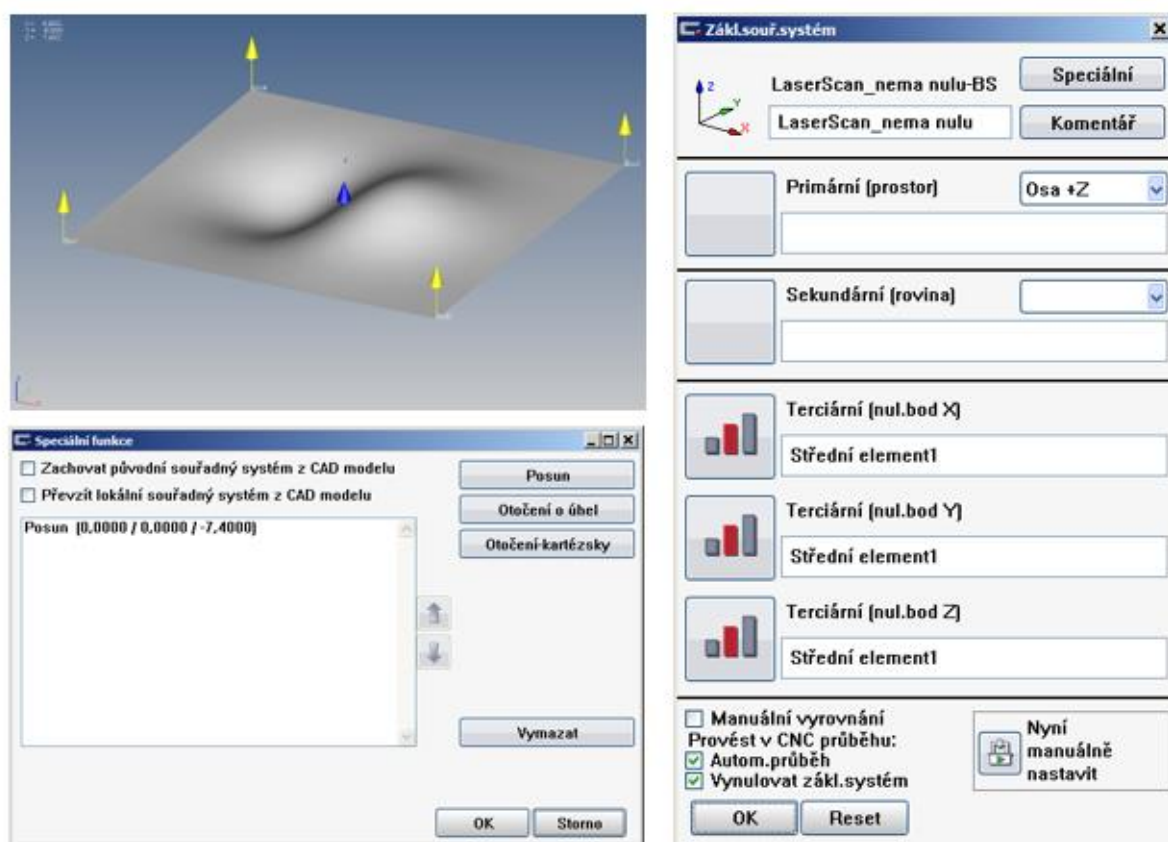 Speciální funkce
Zachovat původní souřadný systém z CAD modelu
Převzít lokální souřadný systém z CAD modelu
Posun (0,0000 / 0,0000 / -7,4000)
Posun
Otočení o úhel
Otočení-kartézsky
Vymazat
OK
Storno
Zákl.souř.systém
Z
Y
X
LaserScan_nema nulu-BS
Speciální
LaserScan_nema nulu
Komentář
Primární (prostor)
Osa +Z
Sekundární (rovina)
Terciární (nul.bod X)
Střední element1
Terciární (nul.bod Y)
Střední element1
Terciární (nul.bod Z)
Střední element1
Manuální vyrovnání
Provést v CNC průběhu:
Autom.průběh
Vynulovat zákl.systém
Nyní
manuálně
nastavit
OK
Reset